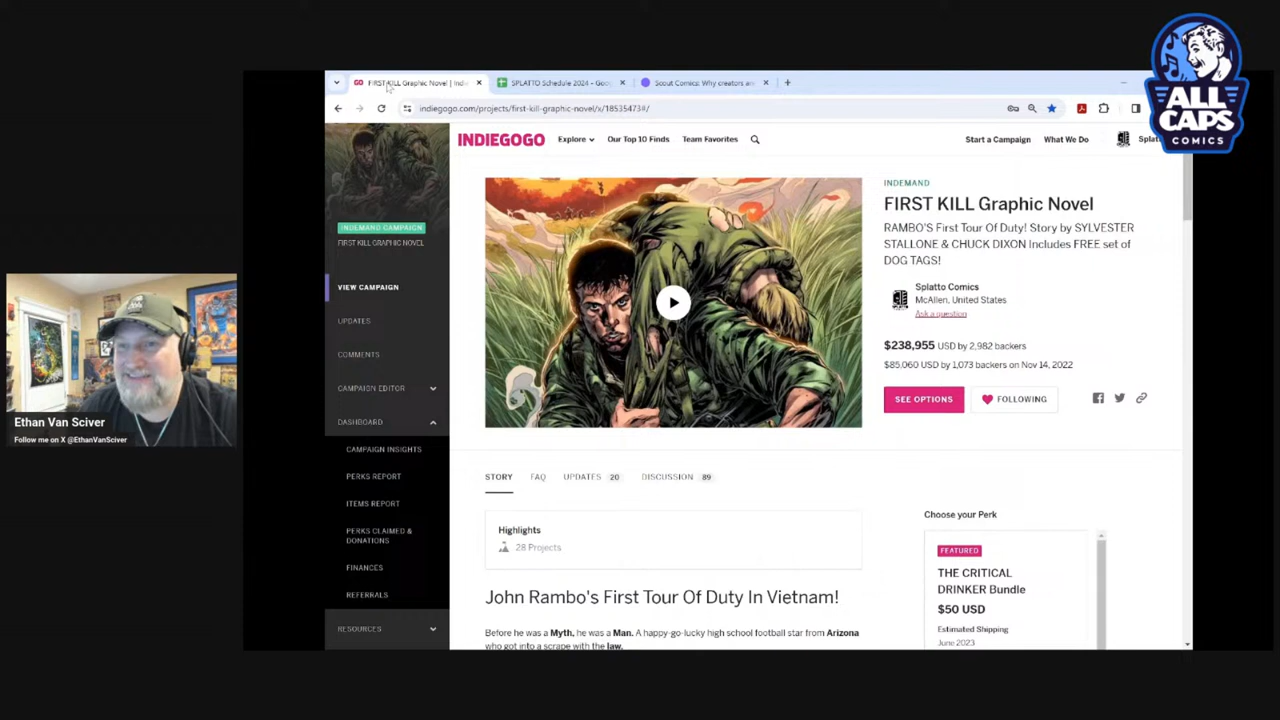 FIRST KILL Graphic Novel | Indie
SPLATTO Schedule 2024 - Goo
Scout Comics: Why creators a
indiegogo.com/projects/first-kill-graphic-novel/x/18535473#/
ALL
CAPS
COMICS
INDIEGOGO
Explore
Our Top 10 Finds
Team Favorites
Start a Campaign
What We Do
Splat
INDEMAND CAMPAIGN
FIRST KILL GRAPHIC NOVEL
VIEW CAMPAIGN
UPDATES
COMMENTS
CAMPAIGN EDITOR
DASHBOARD
CAMPAIGN INSIGHTS
PERKS REPORT
ITEMS REPORT
PERKS CLAIMED &
DONATIONS
FINANCES
REFERRALS
RESOURCES
INDEMAND
FIRST KILL Graphic Novel
RAMBO'S First Tour Of Duty! Story by SYLVESTER
STALLONE & CHUCK DIXON Includes FREE set of
DOG TAGS!
Splatto Comics
McAllen, United States
Ask a question
$238,955 USD by 2,982 backers
$85,060 USD by 1,073 backers on Nov 14, 2022
SEE OPTIONS
FOLLOWING
STORY
FAQ
UPDATES 20
DISCUSSION 89
Highlights
28 Projects
John Rambo's First Tour Of Duty In Vietnam!
Before he was a Myth, he was a Man. A happy-go-lucky high school football star from Arizona
who got into a scrape with the law.
Choose your Perk
FEATURED
THE CRITICAL
DRINKER Bundle
$50 USD
Estimated Shipping
June 2023
Ethan Van Sciver
Follow me on X @EthanVanSciver